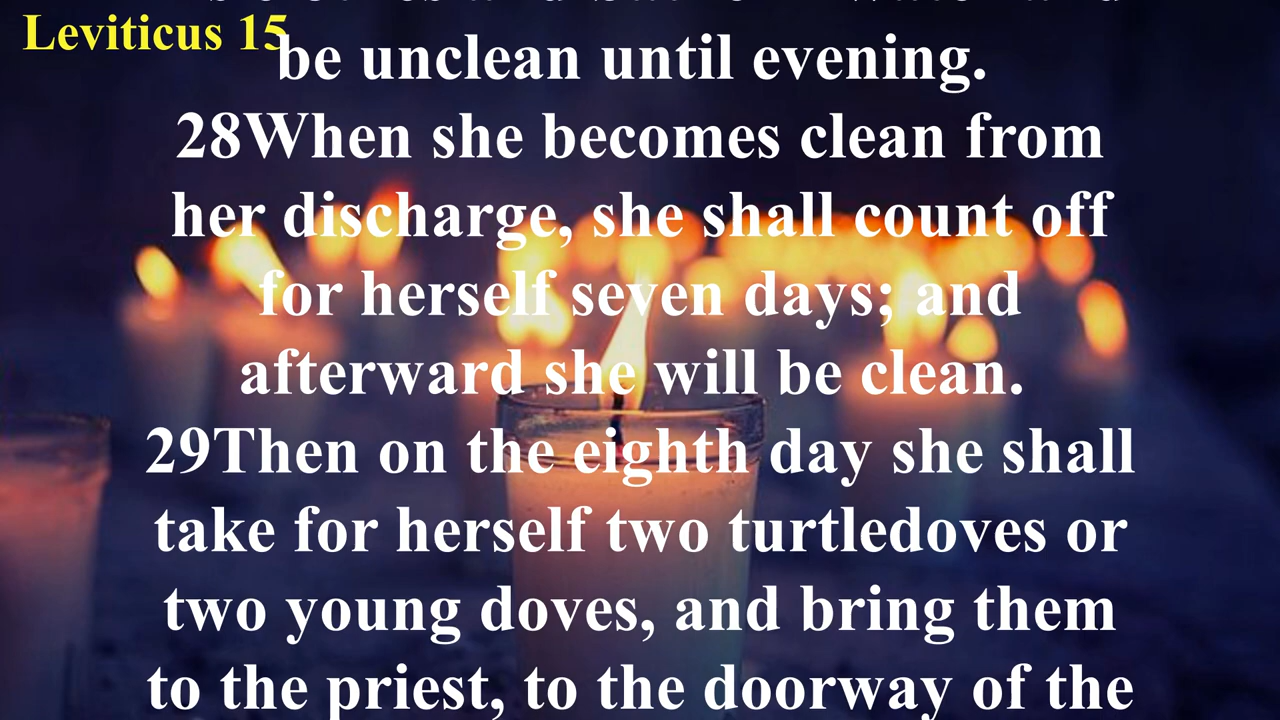 Leviticus 15
be unclean until evening.
28When she becomes clean from
her discharge, she shall count off
for herself seven days; and
afterward she will be clean.
29Then on the eighth day she shall
take for herself two turtledoves or
two young doves, and bring them
to the priest, to the doorway of the